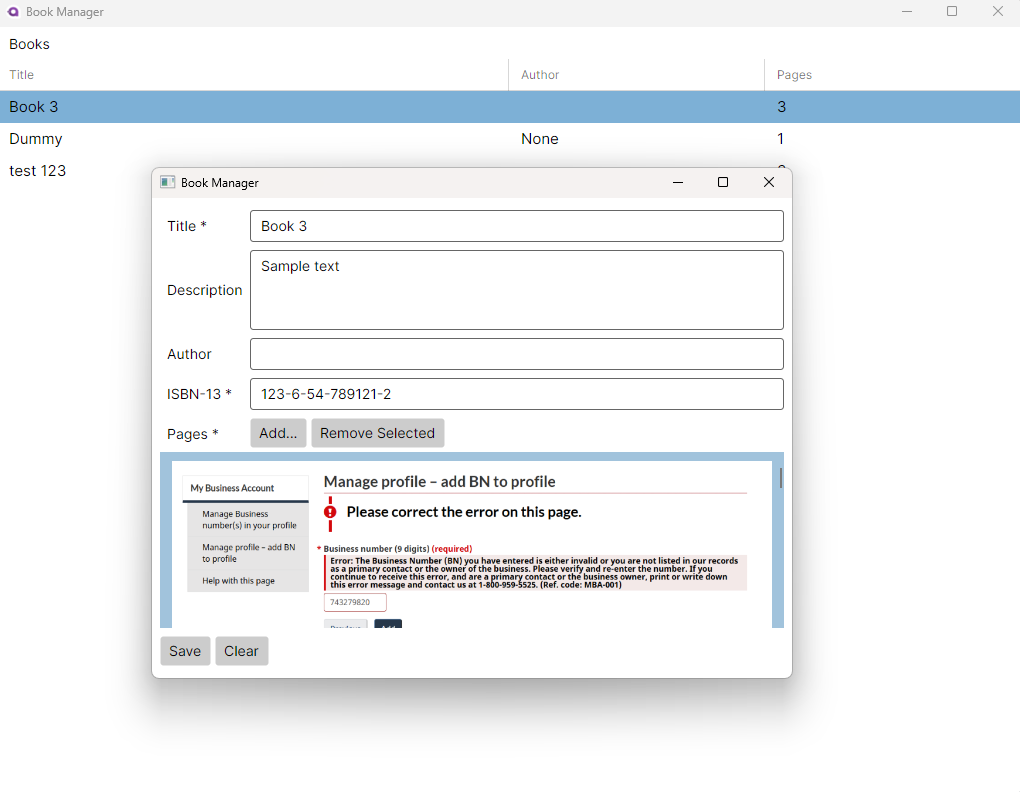 Book Manager
Books
Title Author Pages
Book 3 3
Dummy None 1
test 123
Book Manager
Title * Book 3
Description Sample text
Author
ISBN-13 * 123-6-54-789121-2
Pages * Add... Remove Selected
My Business Account
Manage Business
number(s) in your profile
Manage profile – add BN
to profile
Help with this page
Manage profile – add BN to profile
Please correct the error on this page.
* Business number (9 digits) (required)
Error: The Business Number (BN) you have entered is either invalid or you are not listed in our records
as a primary contact or the owner of the business. Please verify and re-enter the number. If you
continue to receive this error, and are a primary contact or the business owner, print or write down
this error message and contact us at 1-800-959-5525. (Ref. code: MBA-001)
743279820
Save Clear